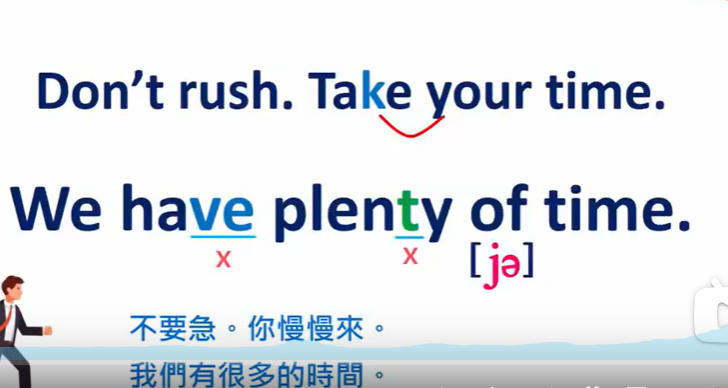 Don't rush. Take your time.
We have plenty of time.
x x [jə]
不要急。你慢慢來。
我們有很多的時間。